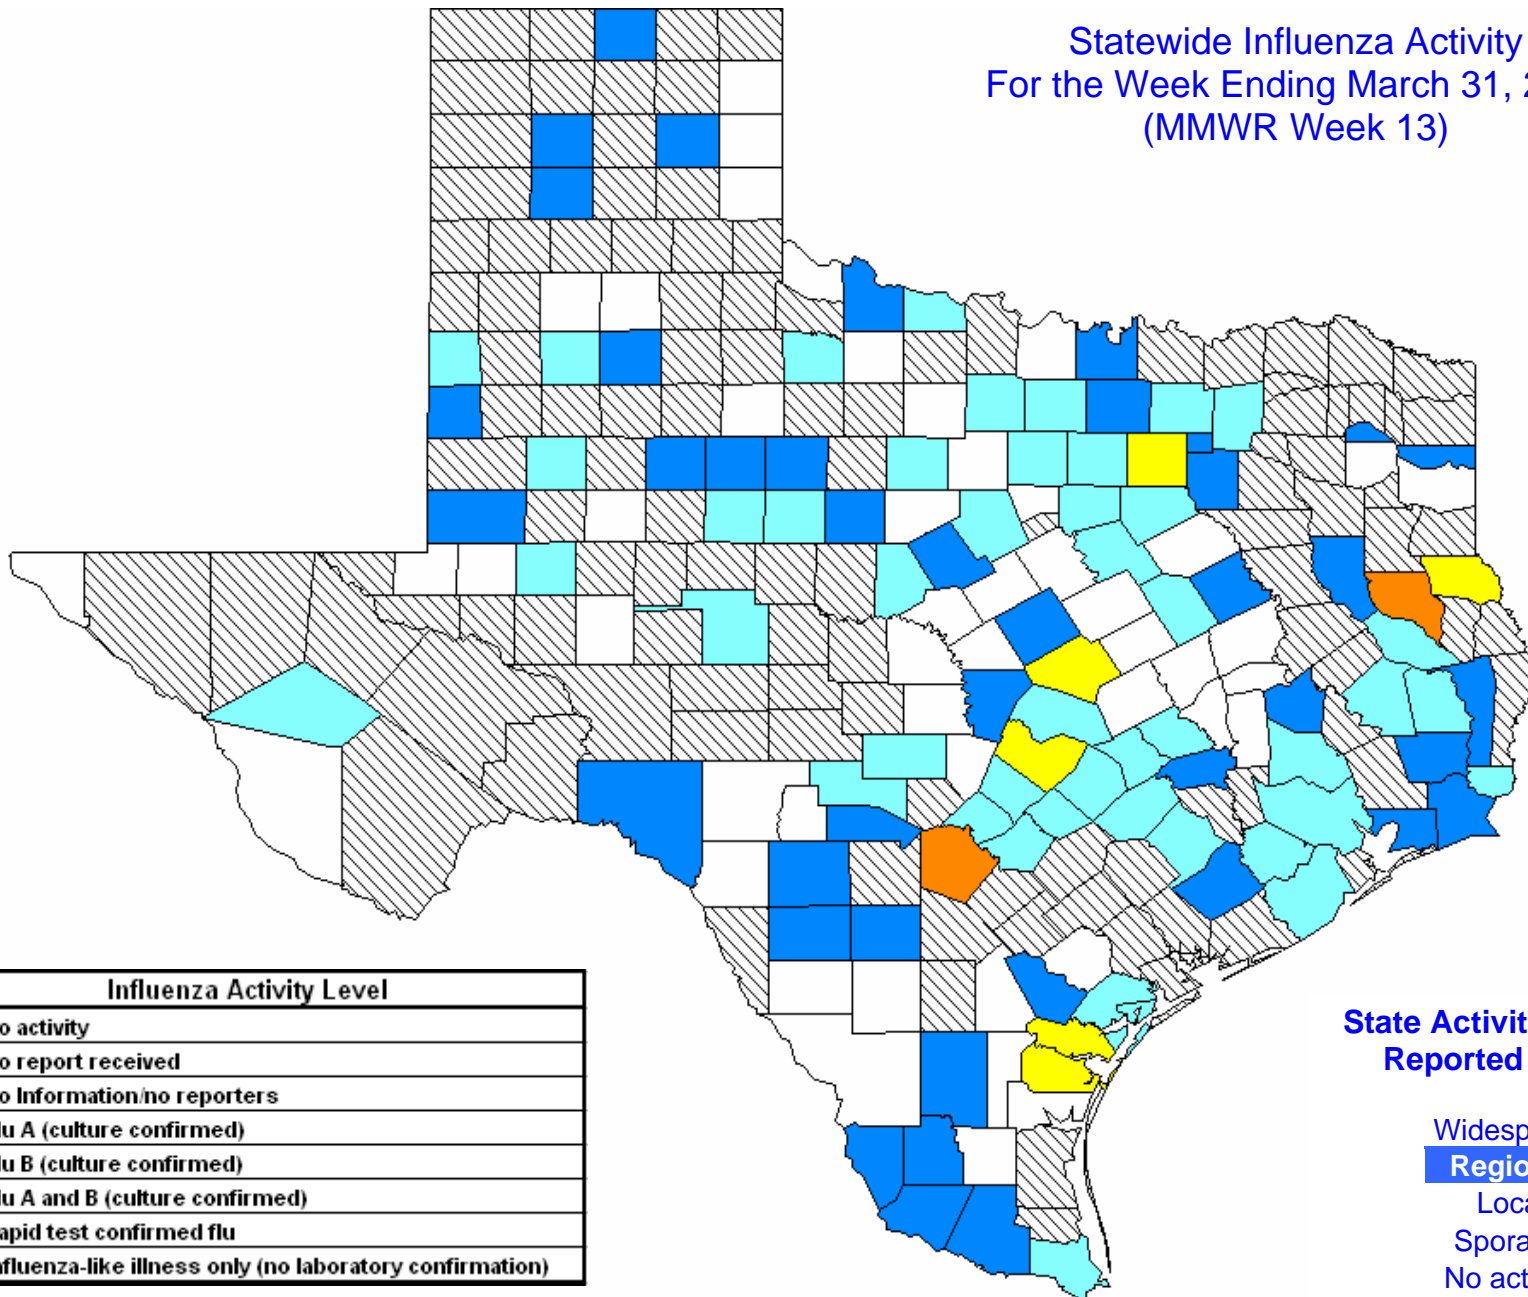 Statewide Influenza Activity
For the Week Ending March 31, 2
(MMWR Week 13)
Influenza Activity Level
o activity
o report received
o Information/no reporters
lu A (culture confirmed)
lu B (culture confirmed)
lu A and B (culture confirmed)
apid test confirmed flu
nfluenza-like illness only (no laboratory confirmation)
State Activit
Reported
Widesp
Regio
Loca
Spora
No act